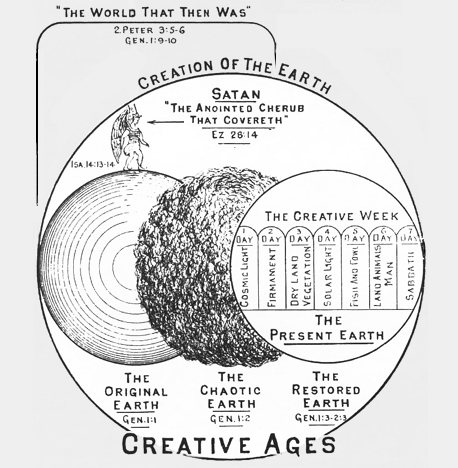 "THE WORLD THAT THEN WAS"
2.PETER 3:5-6
GEN.1:9-10
CREATION OF THE EARTH
SATAN
"THE ANOINTED CHERUB
THAT COVERETH"
EZ 28:14
ISA.14:13-14
THE CREATIVE WEEK
1 DAY
2 DAY
3 DAY
4 DAY
5 DAY
6 DAY
7 DAY
COSMIC LIGHT
FIRMAMENT
DRY LAND
VEGETATION
SOLAR LIGHT
FISH AND FOWL
LAND ANIMALS
MAN
SABBATH
THE
PRESENT EARTH
THE
ORIGINAL
EARTH
GEN.1:1
THE
CHAOTIC
EARTH
GEN.1:2
THE
RESTORED
EARTH
GEN.1:3-2:3
CREATIVE AGES